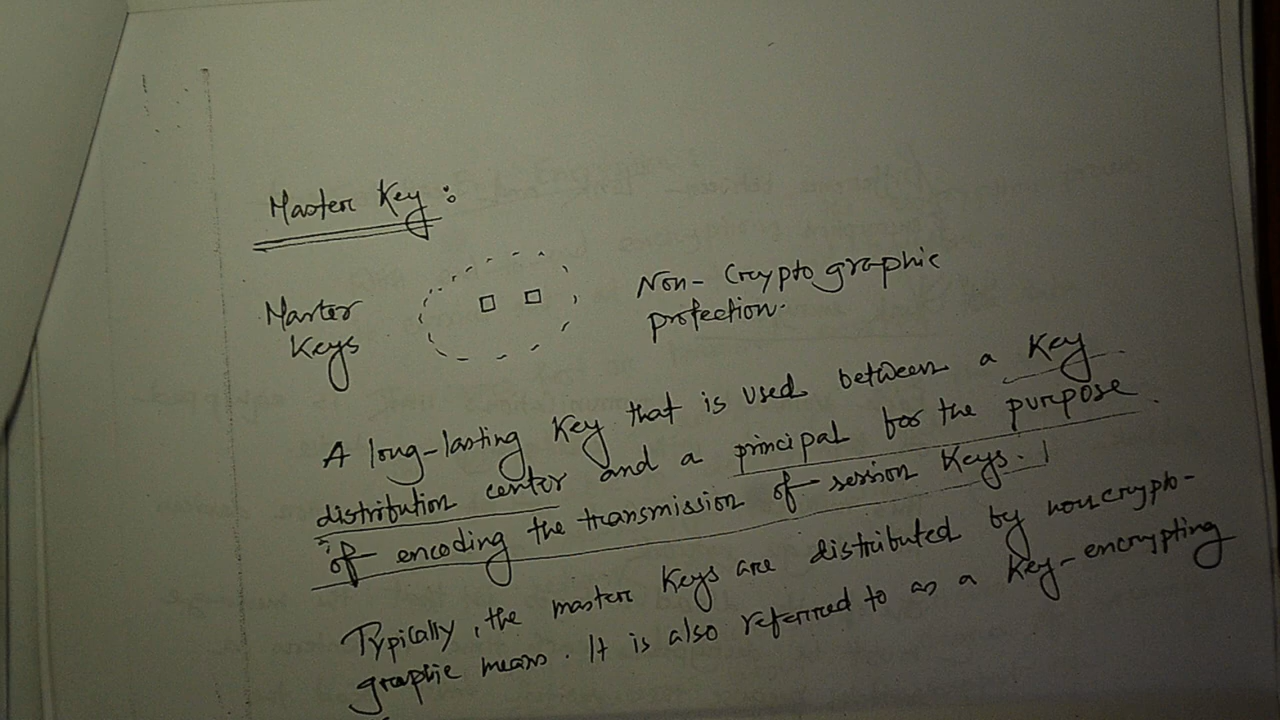 Master Key:
Master Keys
Non-Cryptographic
protection.
A long-lasting Key that is used between a Key
distribution center and a principal for the purpose
of encoding the transmission of session Keys.
Typically, the master Keys are distributed by noncrypto-
graphic means. It is also referred to as a Key-encrypting